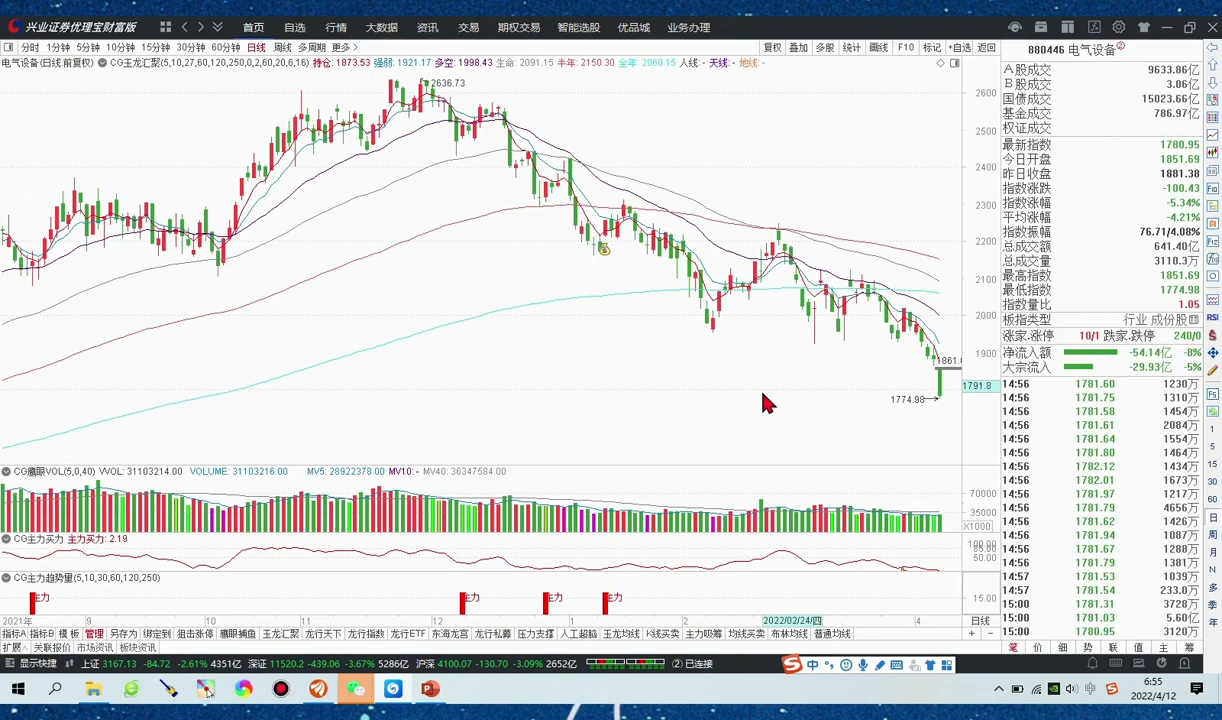 兴业证券优理宝财富版 首页 自选 行情 大数据 资讯 交易 期权交易 智能选股 优品城 业务办理
分时 1分钟 5分钟 10分钟 15分钟 30分钟 60分钟 日线 周线 多周期 更多> 复权 叠加 多股 统计 画线 F10 标记 +自选 返回
880446 电气设备②
电气设备(日线.前复权) CG玉龙汇聚(5,10,27,60,120,250,0,2,60,20,6,16) 持仓: 1873.53 强弱: 1921.17 多空: 1998.43 生命: 2091.15 半年: 2150.30 全年: 2060.15 人线: - 天线: - 地线: -
2636.73
2600
2500
2400
2300
2200
2100
2000
1900
1861.
1791.8
1774.98
A股成交 9633.86亿
B股成交 3.06亿
国债成交 15023.66亿
基金成交 786.97亿
权证成交
最新指数 1780.95
今日开盘 1851.69
昨日收盘 1881.38
指数涨跌 -100.43
指数涨幅 -5.34%
平均涨幅 -4.21%
指数振幅 76.71/4.08%
总成交额 641.40亿
总成交量 3110.3万
最高指数 1851.69
最低指数 1774.98
指数量比 1.05
板指类型 行业 成份股
涨家.涨停 10/1 跌家.跌停 240/0
净流入额 -54.14亿 -8%
大宗流入 -29.93亿 -5%
14:56 1781.60 1230万
14:56 1781.75 1310万
14:56 1781.58 1454万
14:56 1781.61 2084万
14:56 1781.64 1554万
14:56 1781.80 1464万
14:56 1782.12 1434万
14:56 1782.01 1673万
14:56 1781.97 1217万
14:56 1781.79 4656万
14:56 1781.62 1426万
14:56 1781.94 1087万
14:56 1781.67 1288万
14:56 1781.79 1381万
14:57 1781.53 1039万
14:57 1781.54 233.0万
15:00 1781.31 3728万
15:00 1781.03 5.60亿
15:00 1780.95 3120万
笔 价 细 势 联 值 主 筹
CG鹰眼VOL(5,0,40) VVOL: 31103214.00 VOLUME: 31103216.00 MV5: 28922378.00 MV10: - MV40: 36347584.00
70000
35000
X1000
CG主力买力 主力买力: 2.19
100.00
50.00
CG主力趋势量(5,10,30,60,120,250)
主力 主力 主力 主力
15.00
2021年 9 10 11 12 1 2 2022/02/24/四 4 日线
指标A 指标B 模板 管理 另存为 绑定到 狙击涨停 鹰眼捕鱼 玉龙汇聚 龙行天下 龙行指数 龙行ETF 东海龙宫 龙行私募 压力支撑 人工超脑 玉龙均线 K线买卖 主力吸筹 均线买卖 布林均线 普通均线
扩展 关联报价 市场资讯 板块资讯
显示快捷 上证 3167.13 -84.72 -2.61% 4351亿 深证 11520.2 -439.06 -3.67% 5286亿 沪深 4100.07 -130.70 -3.09% 2652亿 ② 已连接
中
RSI
F5
1
5
15
30
60
日
周
月
N
多
季
年
6:55
2022/4/12